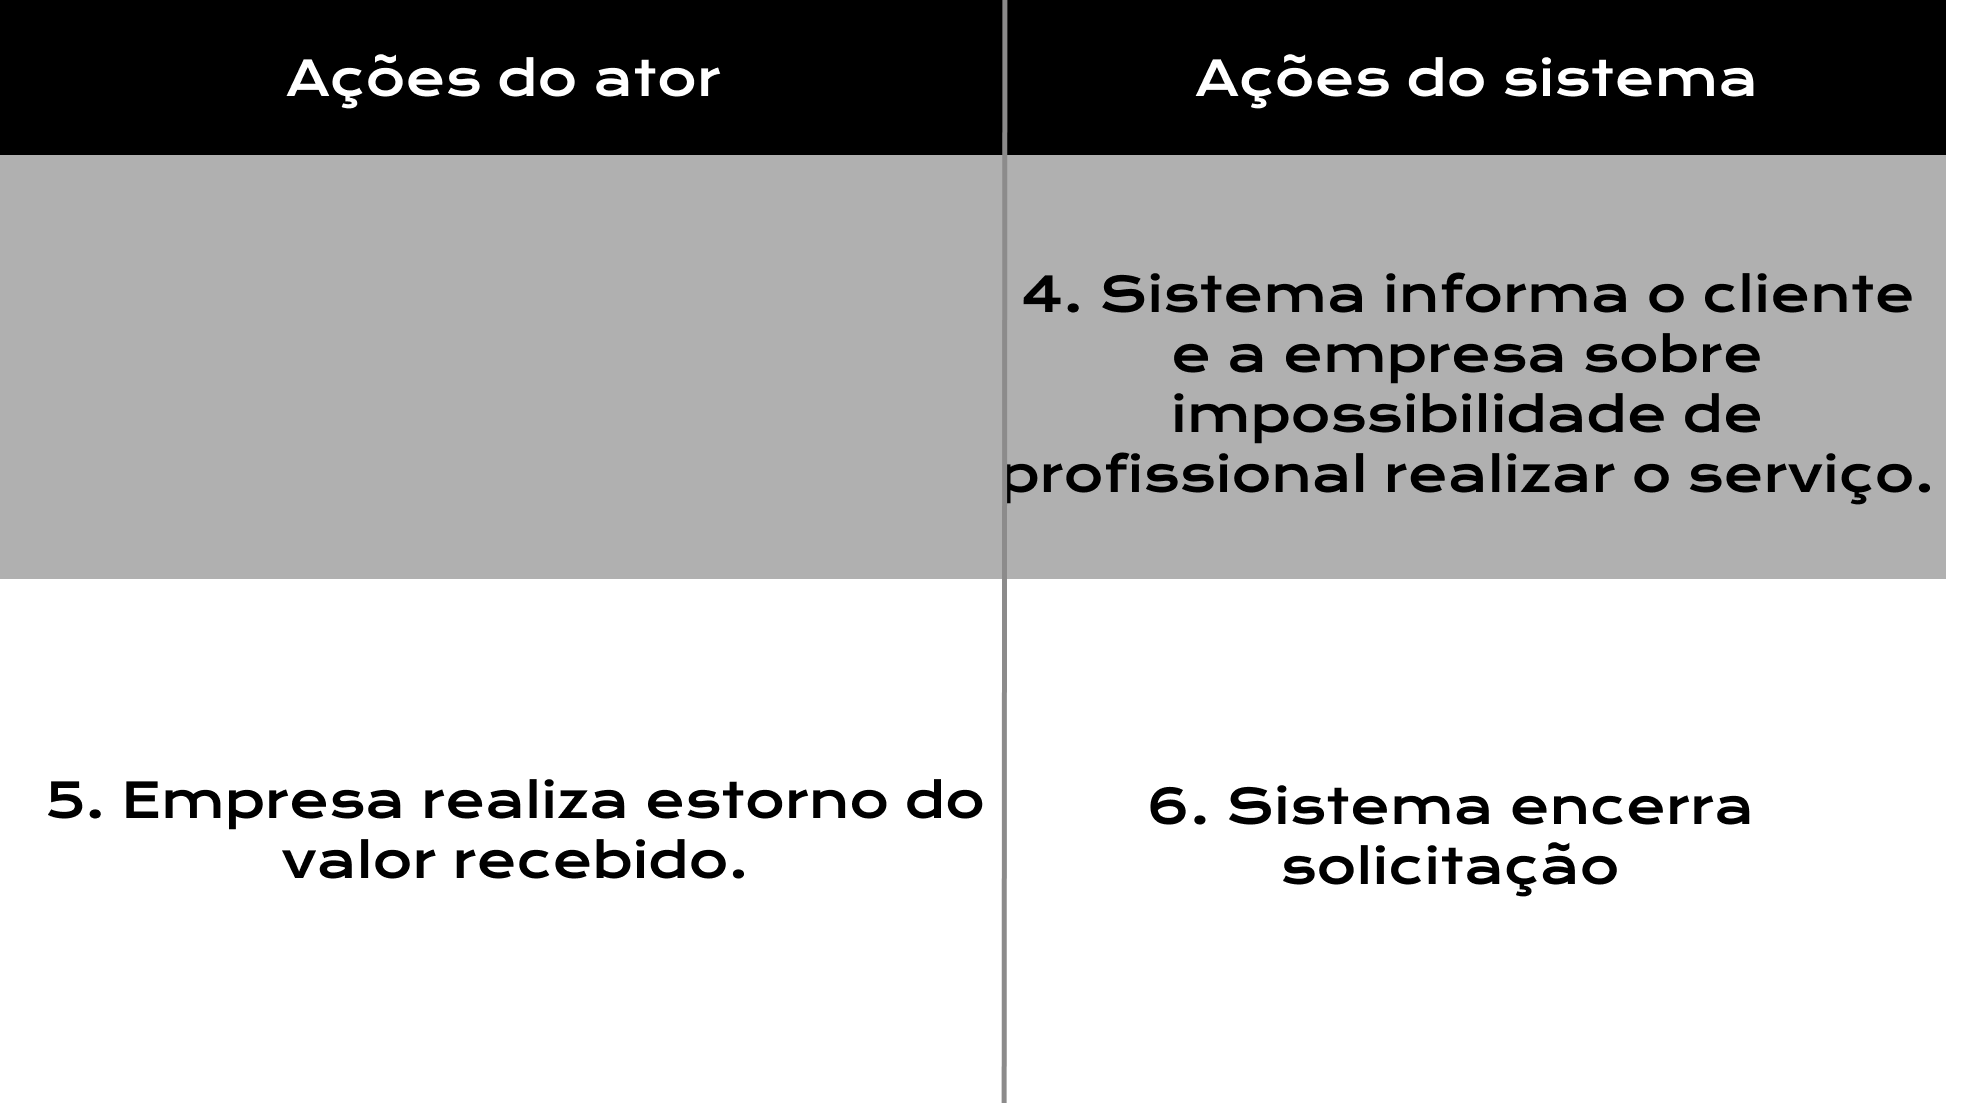 Ações do ator
Ações do sistema
4. Sistema informa o cliente
e a empresa sobre
impossibilidade de
profissional realizar o serviço.
5. Empresa realiza estorno do
valor recebido.
6. Sistema encerra
solicitação